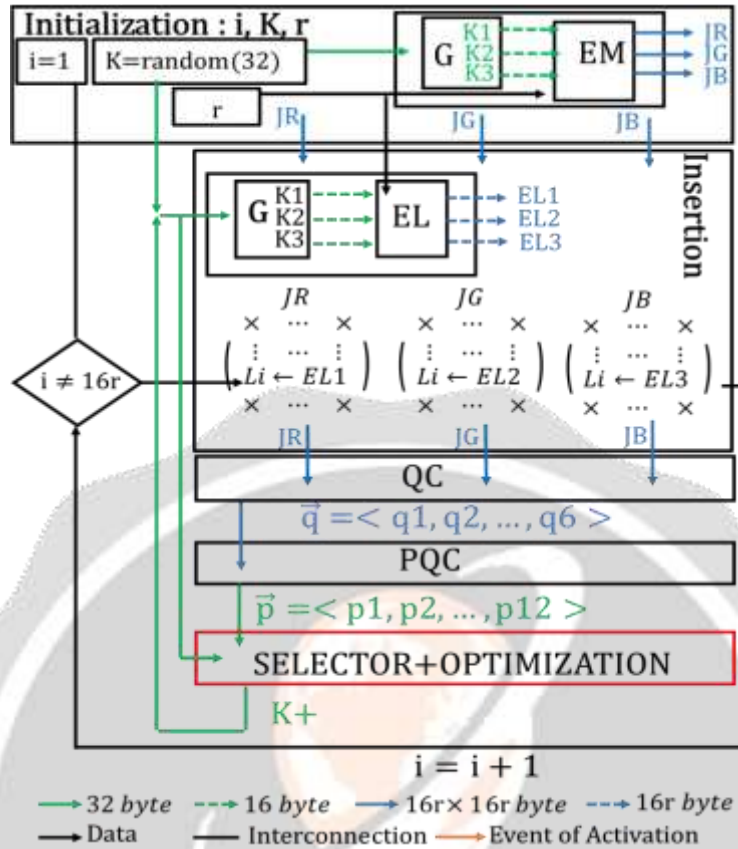 Initialization : i, K, r
i=1
K=random(32)
r
G
K1
K2
K3
EM
JR
JG
JB
JR
JG
JB
Insertion
G
K1
K2
K3
EL
EL1
EL2
EL3
JR
JG
JB
× ⋯ × × ⋯ × × ⋯ ×
( ⋮ ⋯ ⋮ ) ( ⋮ ⋯ ⋮ ) ( ⋮ ⋯ ⋮ )
Li ← EL1 Li ← EL2 Li ← EL3
× ⋯ × × ⋯ × × ⋯ ×
i ≠ 16r
JR
JG
JB
QC
q⃗ =< q1, q2, … , q6 >
PQC
p⃗ =< p1, p2, … , p12 >
SELECTOR+OPTIMIZATION
K+
i = i + 1
32 byte 16 byte 16r× 16r byte 16r byte
Data Interconnection Event of Activation